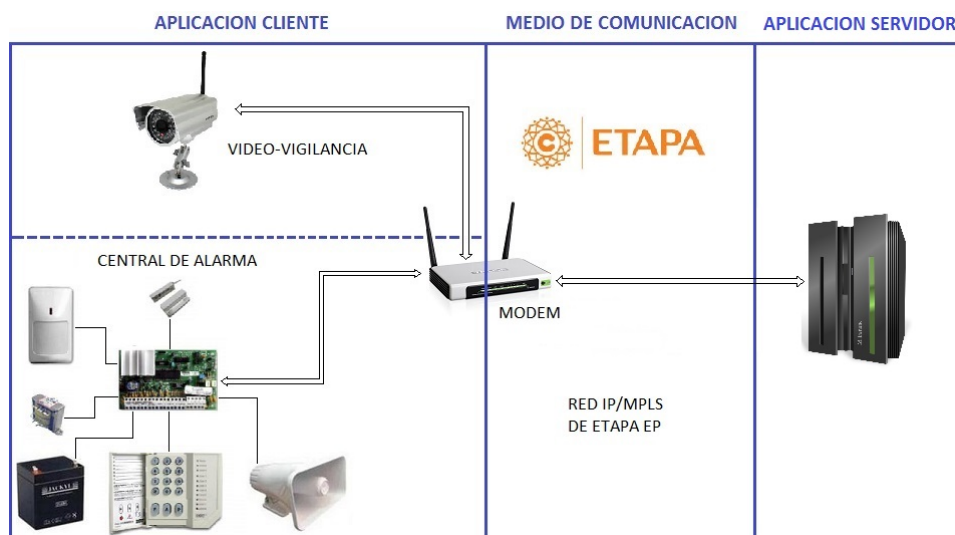 APLICACION CLIENTE
MEDIO DE COMUNICACION
APLICACION SERVIDOR
VIDEO-VIGILANCIA
C ETAPA
CENTRAL DE ALARMA
MODEM
RED IP/MPLS
DE ETAPA EP